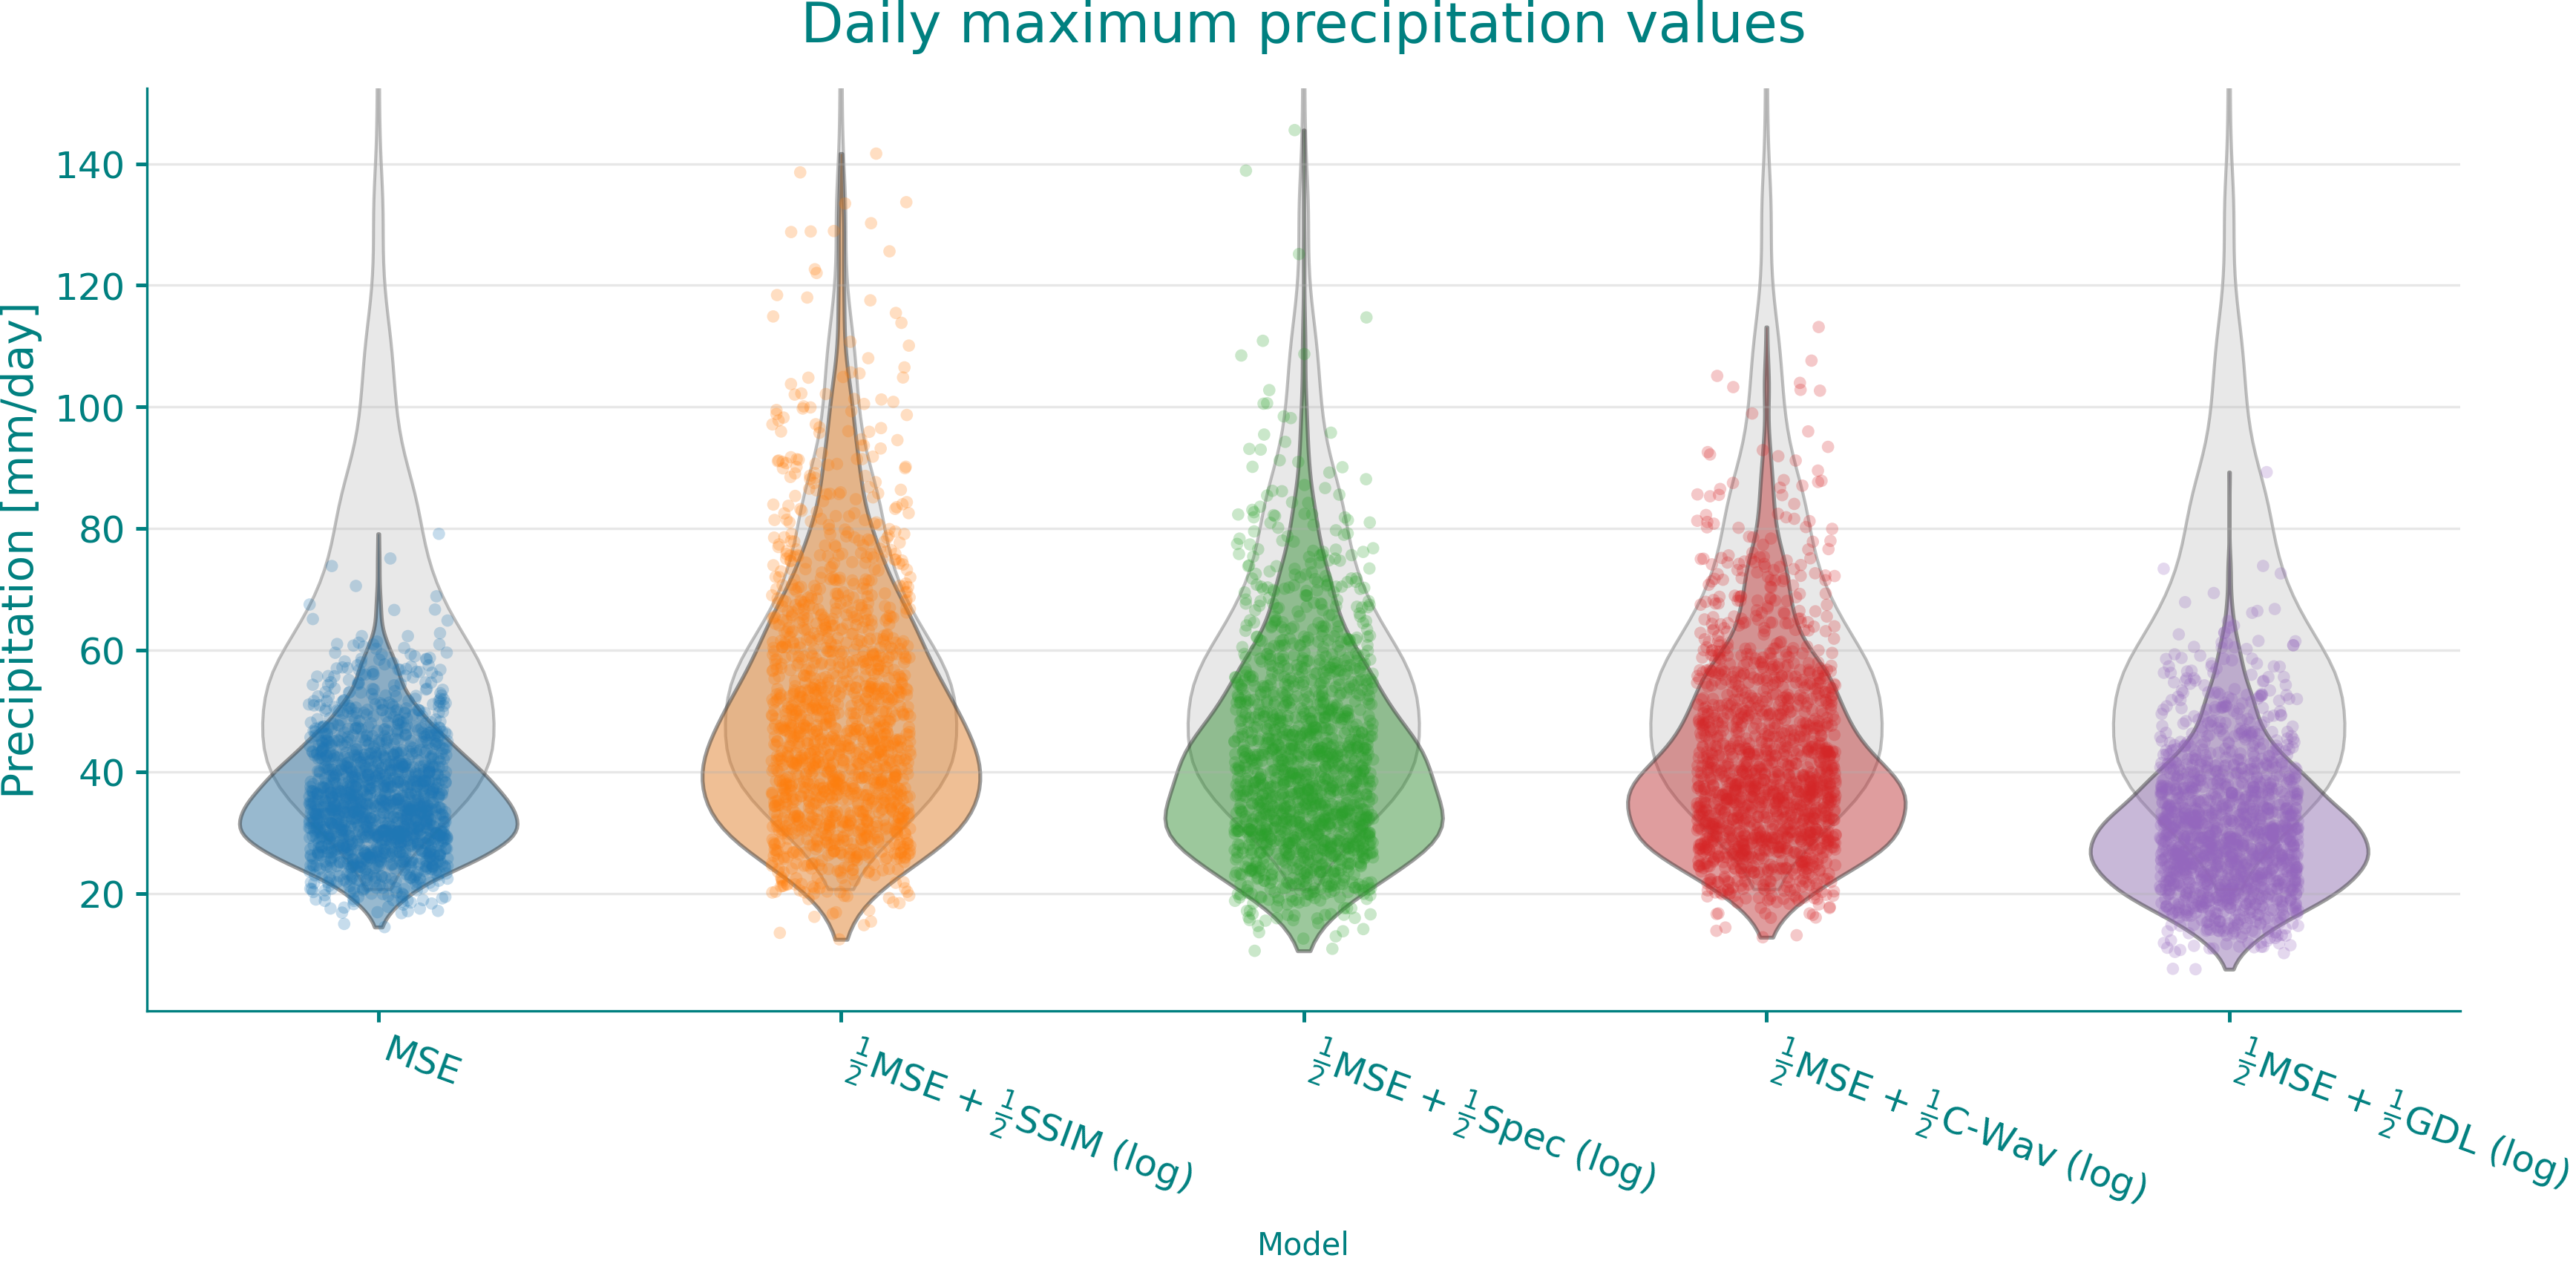 Daily maximum precipitation values
Precipitation [mm/day]
140
120
100
80
60
40
20
MSE
½MSE + ½SSIM (log)
½MSE + ½Spec (log)
½MSE + ½C-Wav (log)
½MSE + ½GDL (log)
Model